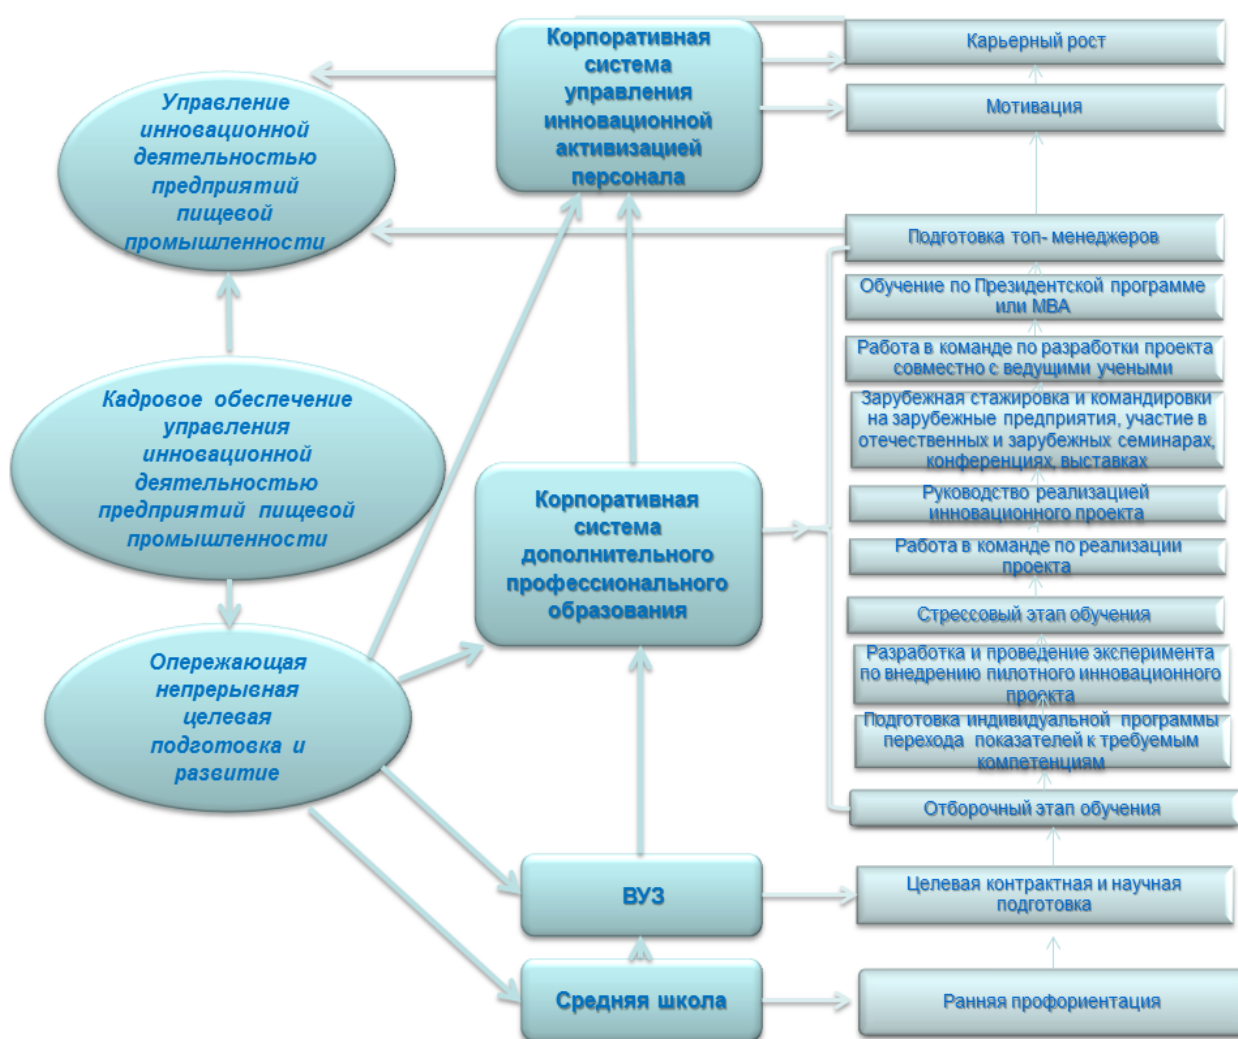 Управление
инновационной
деятельностью
предприятий
пищевой
промышленности
Кадровое обеспечение
управления
инновационной
деятельностью
предприятий пищевой
промышленности
Опережающая
непрерывная
целевая
подготовка и
развитие
Корпоративная
система
управления
инновационной
активизацией
персонала
Корпоративная
система
дополнительного
профессионального
образования
ВУЗ
Средняя школа
Карьерный рост
Мотивация
Подготовка топ- менеджеров
Обучение по Президентской программе
или МВА
Работа в команде по разработки проекта
совместно с ведущими учеными
Зарубежная стажировка и командировки
на зарубежные предприятия, участие в
отечественных и зарубежных семинарах,
конференциях, выставках
Руководство реализацией
инновационного проекта
Работа в команде по реализации
проекта
Стрессовый этап обучения
Разработка и проведение эксперимента
по внедрению пилотного инновационного
проекта
Подготовка индивидуальной программы
перехода показателей к требуемым
компетенциям
Отборочный этап обучения
Целевая контрактная и научная
подготовка
Ранняя профориентация